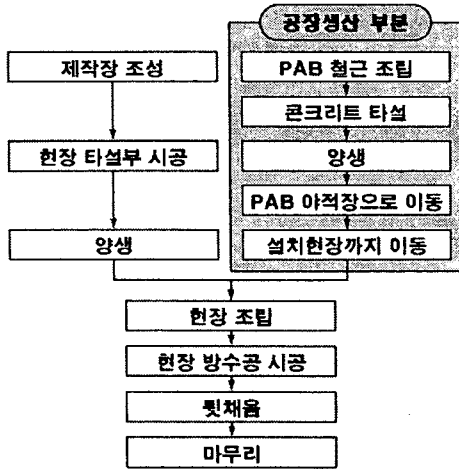 공장생산 부분
제작장 조성
PAB 철근 조립
콘크리트 타설
현장 타설부 시공
양생
PAB 야적장으로 이동
양생
설치현장까지 이동
현장 조립
현장 방수공 시공
뒷채움
마무리